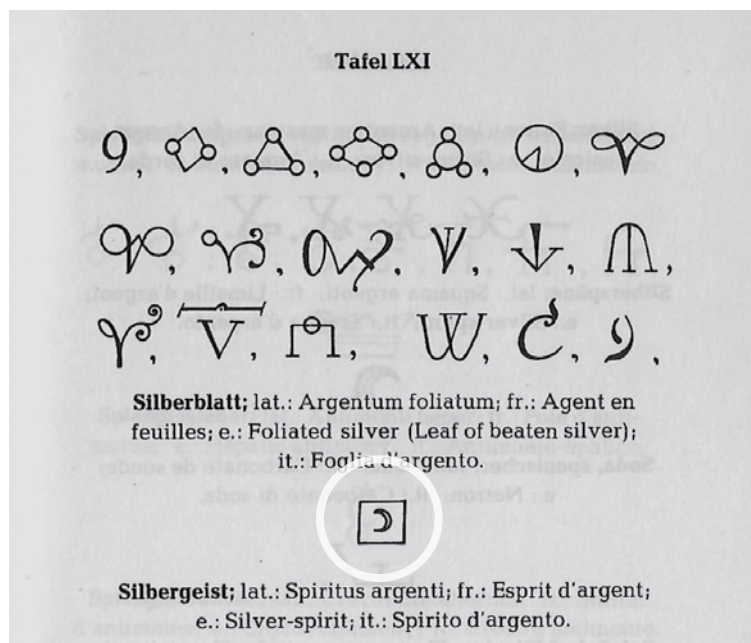 Tafel LXI
Silberblatt; lat.: Argentum foliatum; fr.: Agent en
feuilles; e.: Foliated silver (Leaf of beaten silver);
it.: Foglia d'argento.
Silbergeist; lat.: Spiritus argenti; fr.: Esprit d'argent;
e.: Silver-spirit; it.: Spirito d'argento.